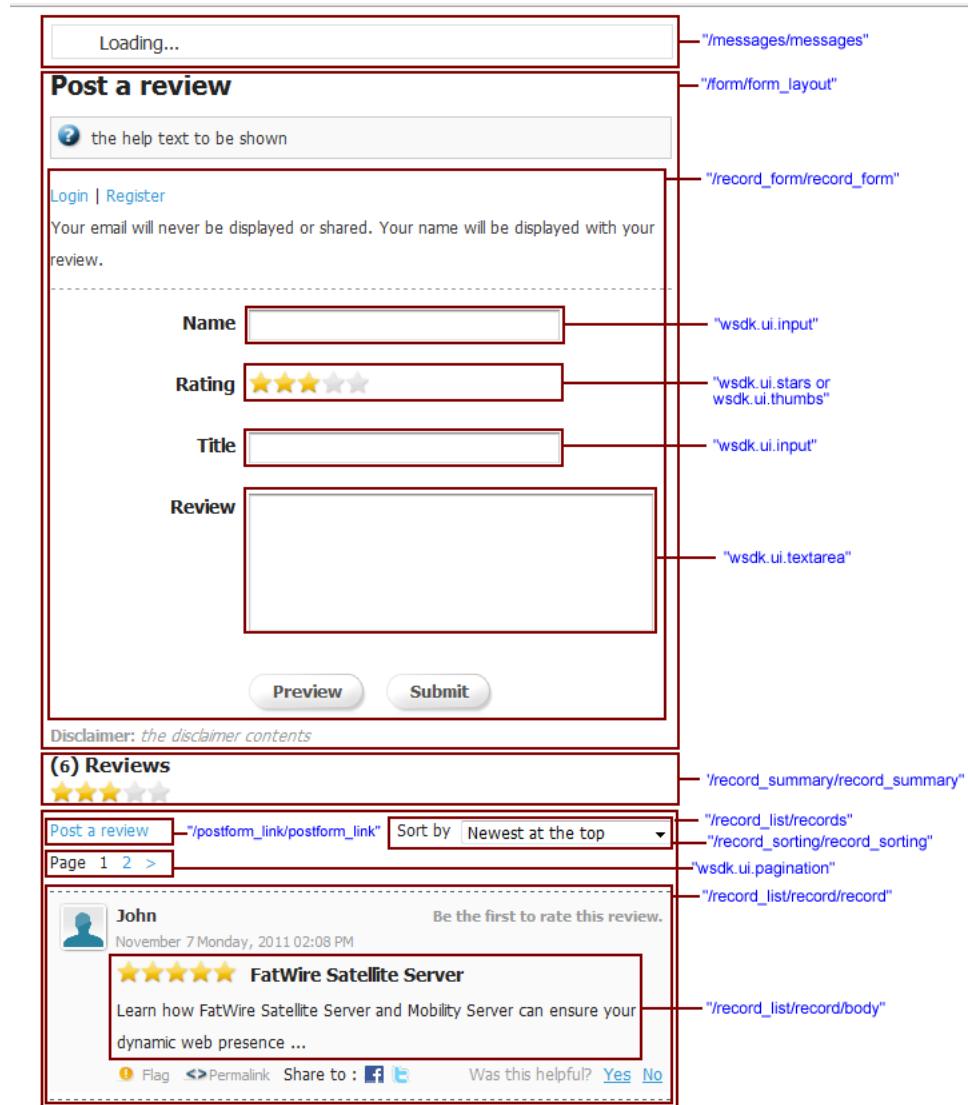 Loading...
"/messages/messages"
Post a review
"/form/form_layout"
? the help text to be shown
"/record_form/record_form"
Login | Register
Your email will never be displayed or shared. Your name will be displayed with your
review.
Name
"wsdk.ui.input"
Rating
"wsdk.ui.stars or
wsdk.ui.thumbs"
Title
"wsdk.ui.input"
Review
"wsdk.ui.textarea"
Preview Submit
Disclaimer: the disclaimer contents
(6) Reviews
'/record_summary/record_summary"
"/record_list/records"
Post a review "/postform_link/postform_link" Sort by Newest at the top
"/record_sorting/record_sorting"
Page 1 2 >
"wsdk.ui.pagination"
"/record_list/record/record"
John Be the first to rate this review.
November 7 Monday, 2011 02:08 PM
FatWire Satellite Server
Learn how FatWire Satellite Server and Mobility Server can ensure your
"/record_list/record/body"
dynamic web presence ...
! Flag <> Permalink Share to : f t Was this helpful? Yes No